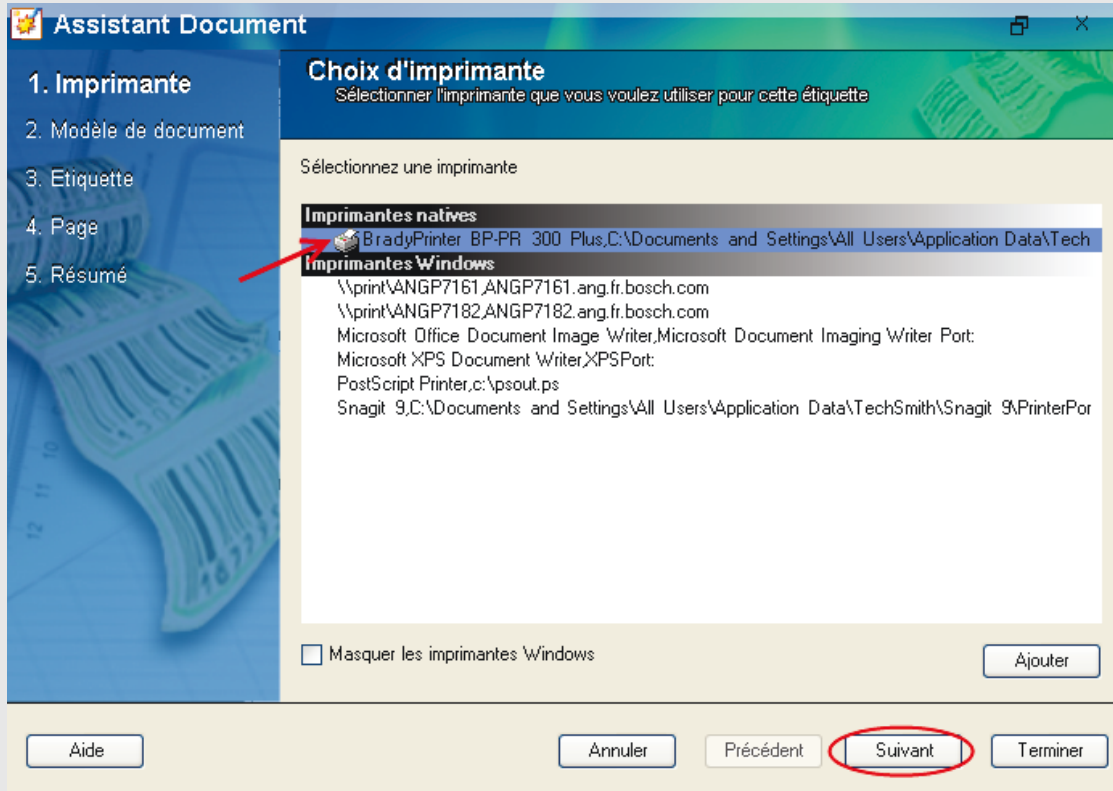 Assistant Document
1. Imprimante
2. Modèle de document
3. Etiquette
4. Page
5. Résumé
Choix d'imprimante
Sélectionner l'imprimante que vous voulez utiliser pour cette étiquette
Sélectionnez une imprimante
Imprimantes natives
BradyPrinter BP-PR 300 Plus,C:\Documents and Settings\All Users\Application Data\Tech
Imprimantes Windows
\\print\ANGP7161,ANGP7161.ang.fr.bosch.com
\\print\ANGP7182,ANGP7182.ang.fr.bosch.com
Microsoft Office Document Image Writer,Microsoft Document Imaging Writer Port:
Microsoft XPS Document Writer,XPSPort:
PostScript Printer,c:\psout.ps
Snagit 9,C:\Documents and Settings\All Users\Application Data\TechSmith\Snagit 9\PrinterPor
Masquer les imprimantes Windows
Ajouter
Aide
Annuler
Précédent
Suivant
Terminer
10
11
12